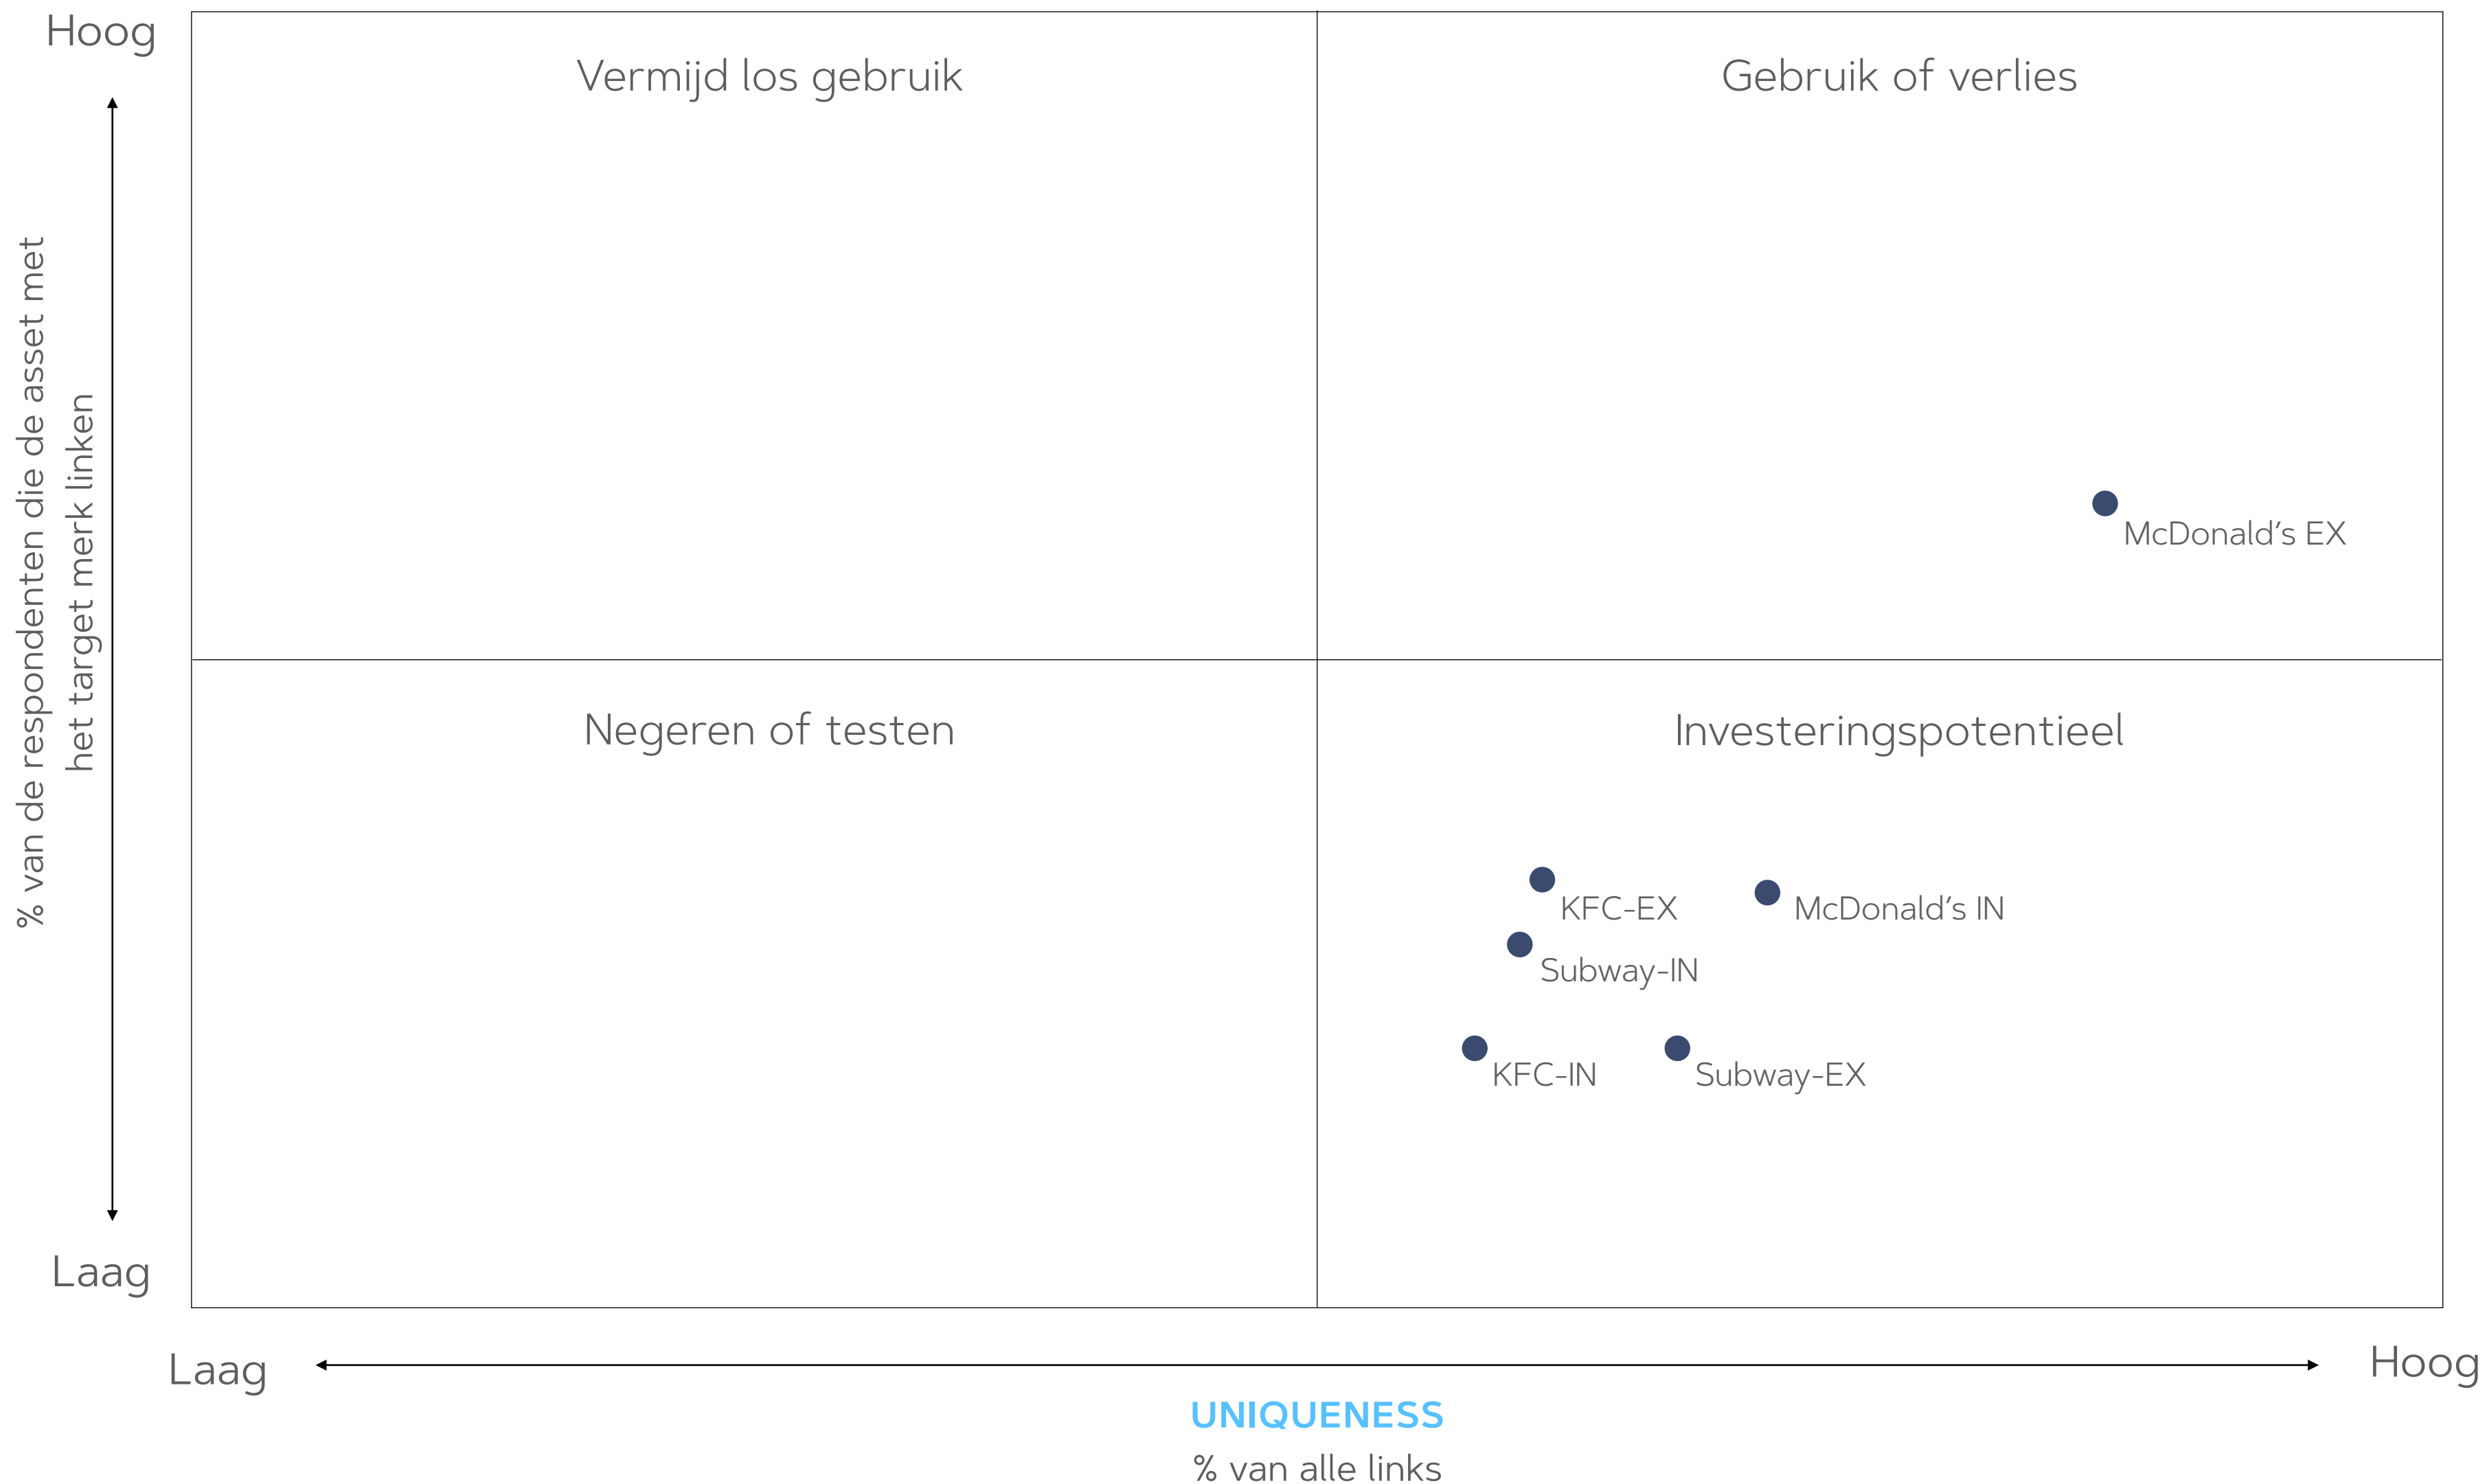 Hoog
Vermijd los gebruik
Gebruik of verlies
% van de respondenten die de asset met
het target merk linken
McDonald’s EX
Negeren of testen
Investeringspotentieel
KFC-EX
McDonald’s IN
Subway-IN
KFC-IN
Subway-EX
Laag
Laag
Hoog
UNIQUENESS
% van alle links